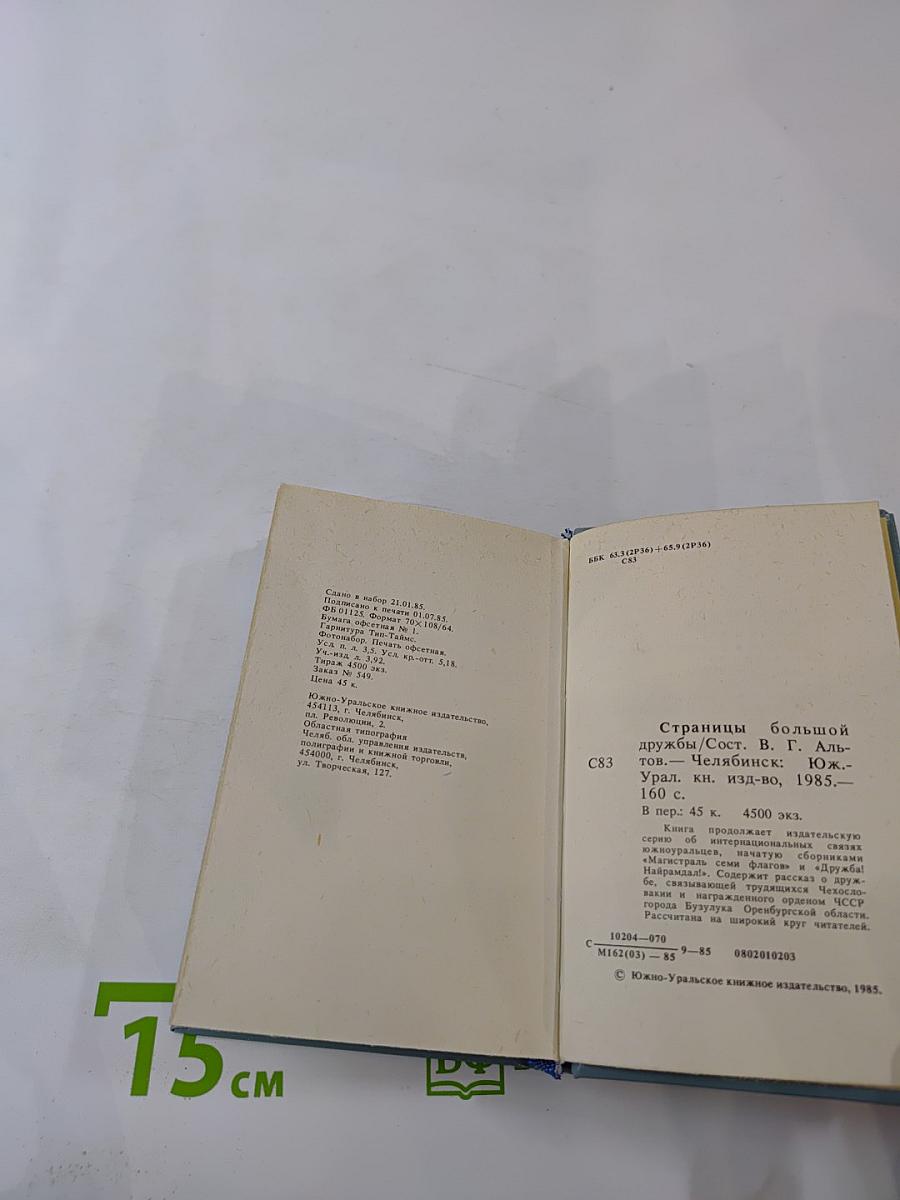 Сдано в набор 21.01.85.
Подписано к печати 01.07.85.
ФБ 01125. Формат 70×108/64.
Бумага офсетная № 1.
Гарнитура Тип-Таймс.
Фотонабор. Печать офсетная.
Усл. п. л. 3,5. Усл. кр.-отт. 5,18.
Уч.-изд. л. 3,92.
Тираж 4500 экз.
Заказ № 549.
Цена 45 к.
Южно-Уральское книжное издательство,
454113, г. Челябинск,
пл. Революции, 2.
Областная типография
Челяб. обл. управления издательств,
полиграфии и книжной торговли,
454000, г. Челябинск,
ул. Творческая, 127.
ББК 63.3(2Р36)+65.9(2Р36)
С83
Страницы большой
дружбы/Сост. В. Г. Аль-
С83 тов.— Челябинск: Юж.-
Урал. кн. изд-во, 1985.—
160 с.
В пер.: 45 к. 4500 экз.
Книга продолжает издательскую
серию об интернациональных связях
южноуральцев, начатую сборниками
«Магистраль семи флагов» и «Дружба!
Найрамдал!». Содержит рассказ о друж-
бе, связывающей трудящихся Чехосло-
вакии и награжденного орденом ЧССР
города Бузулука Оренбургской области.
Рассчитана на широкий круг читателей.
10204—070
С 9—85 0802010203
М162(03) — 85
© Южно-Уральское книжное издательство, 1985.
15 см